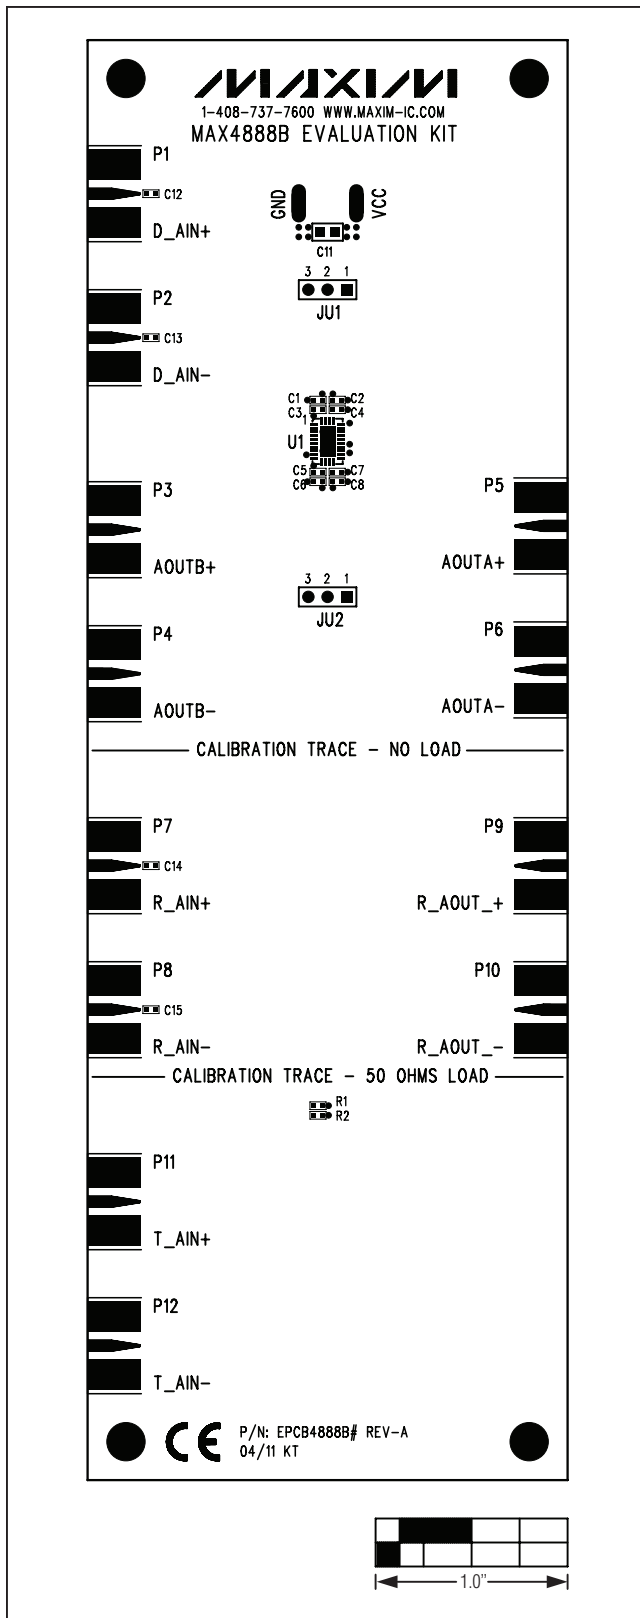 MAXIM
1-408-737-7600 WWW.MAXIM-IC.COM
MAX4888B EVALUATION KIT
P1
C12
D_AIN+
GND
VCC
C11
P2
C13
D_AIN-
3 2 1
JU1
C1 C2
C3 C4
1
U1
C5 C7
C6 C8
P3
AOUTB+
P5
AOUTA+
3 2 1
JU2
P4
AOUTB-
P6
AOUTA-
CALIBRATION TRACE - NO LOAD
P7
C14
R_AIN+
P9
R_AOUT_+
P8
C15
R_AIN-
P10
R_AOUT_-
CALIBRATION TRACE - 50 OHMS LOAD
R1
R2
P11
T_AIN+
P12
T_AIN-
CE
P/N: EPCB4888B# REV-A
04/11 KT
1.0"